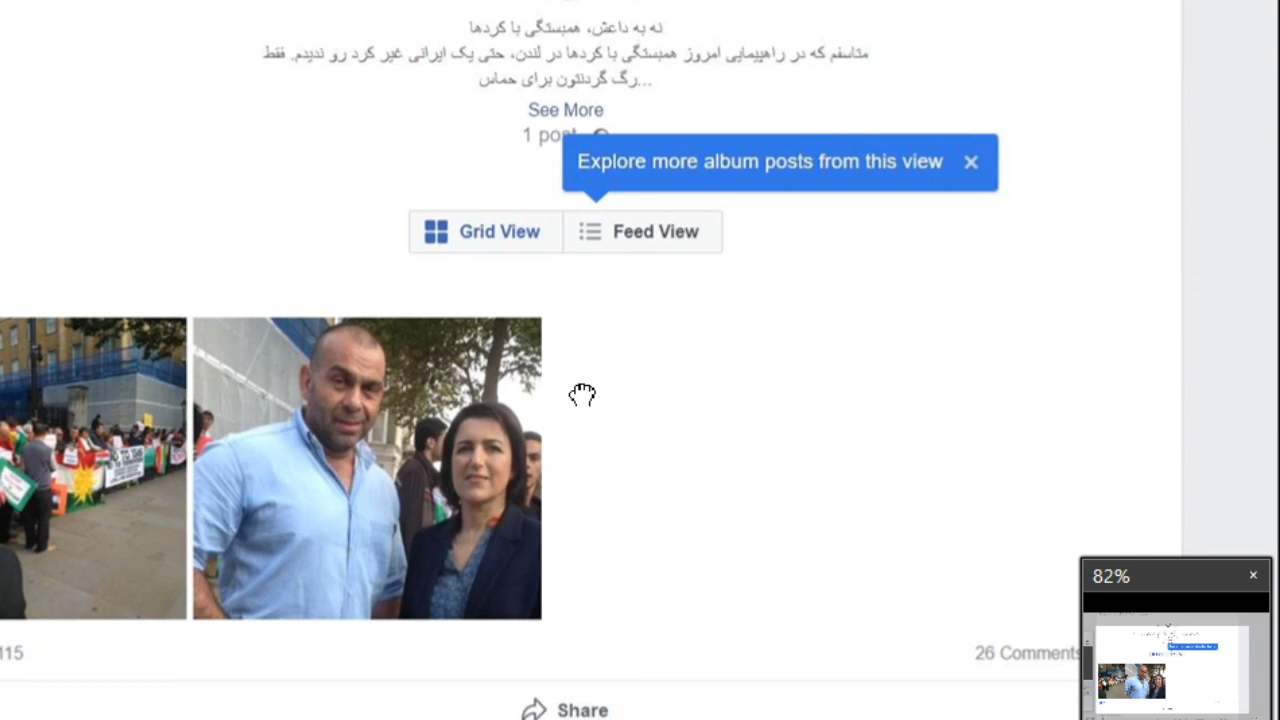 نه به داعش، همبستگی با کردها
متاسفم که در راهپیمایی امروز همبستگی با کردها در لندن، حتی یک ایرانی غیر کرد رو ندیدم. فقط
رگ گردنتون برای حماس...
See More
1 post
Explore more album posts from this view
Grid View
Feed View
115
26 Comments
Share
82%